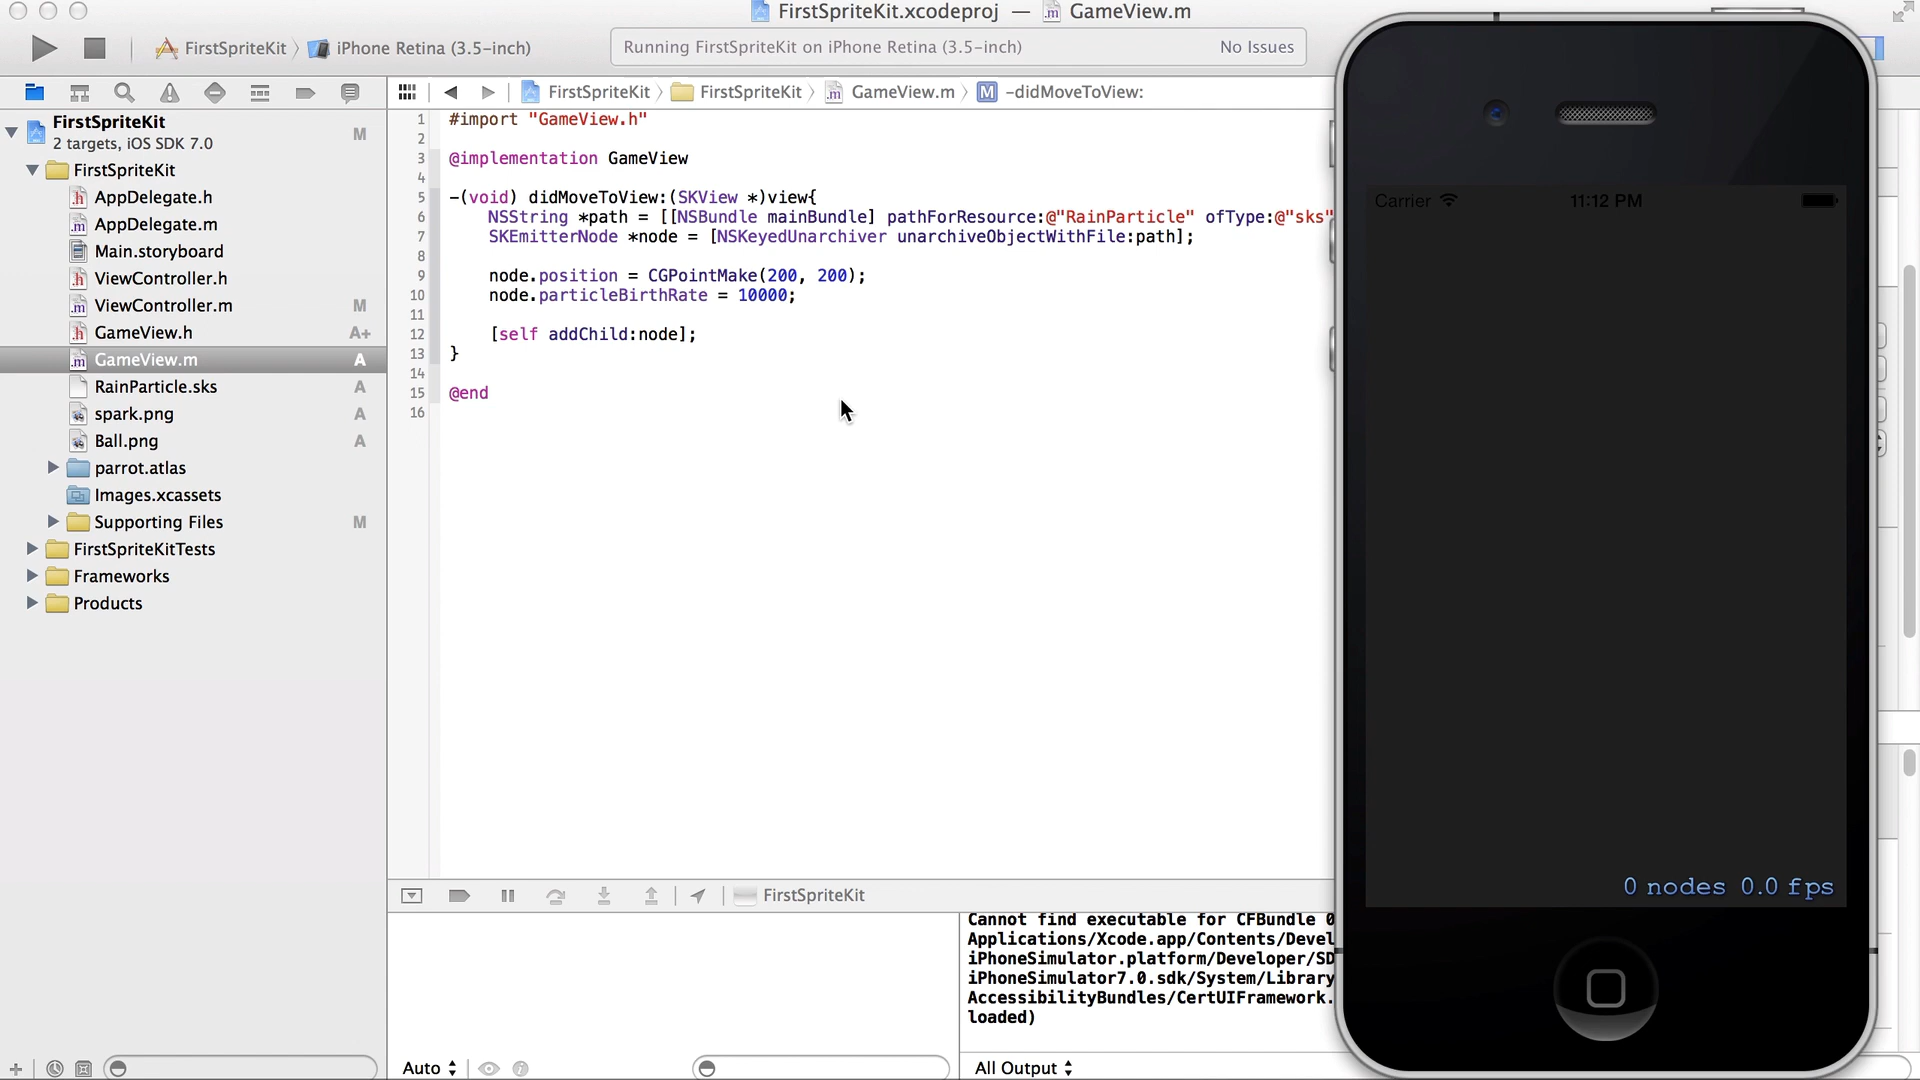 FirstSpriteKit.xcodeproj — GameView.m
FirstSpriteKit iPhone Retina (3.5-inch)
Running FirstSpriteKit on iPhone Retina (3.5-inch) No Issues
FirstSpriteKit FirstSpriteKit GameView.m M -didMoveToView:
FirstSpriteKit M
2 targets, iOS SDK 7.0
FirstSpriteKit
AppDelegate.h
AppDelegate.m
Main.storyboard
ViewController.h
ViewController.m M
GameView.h A+
GameView.m A
RainParticle.sks A
spark.png A
Ball.png A
parrot.atlas
Images.xcassets
Supporting Files M
FirstSpriteKitTests
Frameworks
Products
1 #import "GameView.h"
2
3 @implementation GameView
4
5 -(void) didMoveToView:(SKView *)view{
6 NSString *path = [[NSBundle mainBundle] pathForResource:@"RainParticle" ofType:@"sks"
7 SKEmitterNode *node = [NSKeyedUnarchiver unarchiveObjectWithFile:path];
8
9 node.position = CGPointMake(200, 200);
10 node.particleBirthRate = 10000;
11
12 [self addChild:node];
13 }
14
15 @end
16
FirstSpriteKit
Cannot find executable for CFBundle 0
Applications/Xcode.app/Contents/Devel
iPhoneSimulator.platform/Developer/SD
iPhoneSimulator7.0.sdk/System/Library
AccessibilityBundles/CertUIFramework.
loaded)
Auto
All Output
Carrier 11:12 PM
0 nodes 0.0 fps